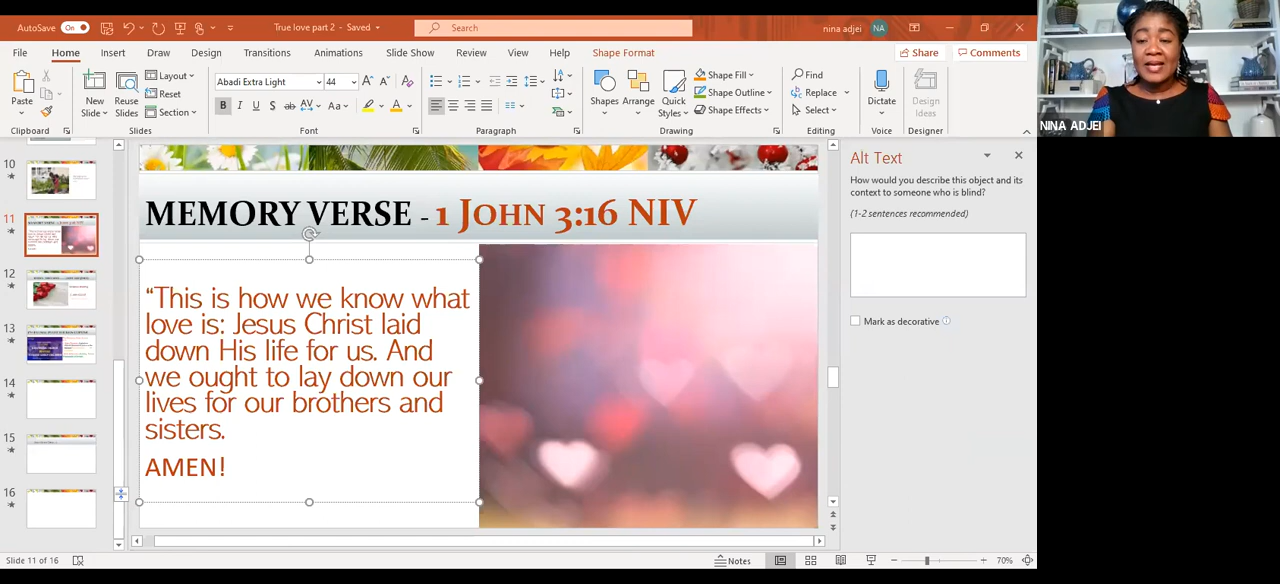 AutoSave On True love part 2 - Saved Search nina adjei NA
File Home Insert Draw Design Transitions Animations Slide Show Review View Help Shape Format Share Comments
Paste New Slide Reuse Slides Layout Reset Section Abadi Extra Light 44 Shapes Arrange Quick Styles Shape Fill Shape Outline Shape Effects Find Replace Select Dictate Design Ideas
B I U S ab AV Aa A
Clipboard Slides Font Paragraph Drawing Editing Voice Designer
NINA ADJEI
10
11
12
13
14
15
16
MEMORY VERSE - 1 JOHN 3:16 NIV
“This is how we know what
love is: Jesus Christ laid
down His life for us. And
we ought to lay down our
lives for our brothers and
sisters.
AMEN!
Alt Text
How would you describe this object and its
context to someone who is blind?
(1-2 sentences recommended)
Mark as decorative
Slide 11 of 16 Notes 70%